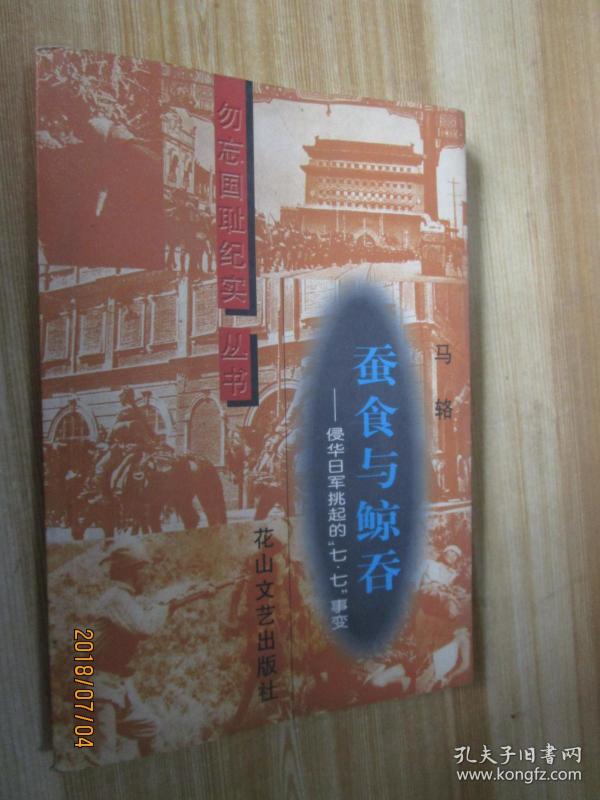 勿忘国耻纪实丛书
马辂
蚕食与鲸吞
——侵华日军挑起的“七·七”事变
花山文艺出版社
2018/07/04
孔夫子旧书网
www.kongfz.com